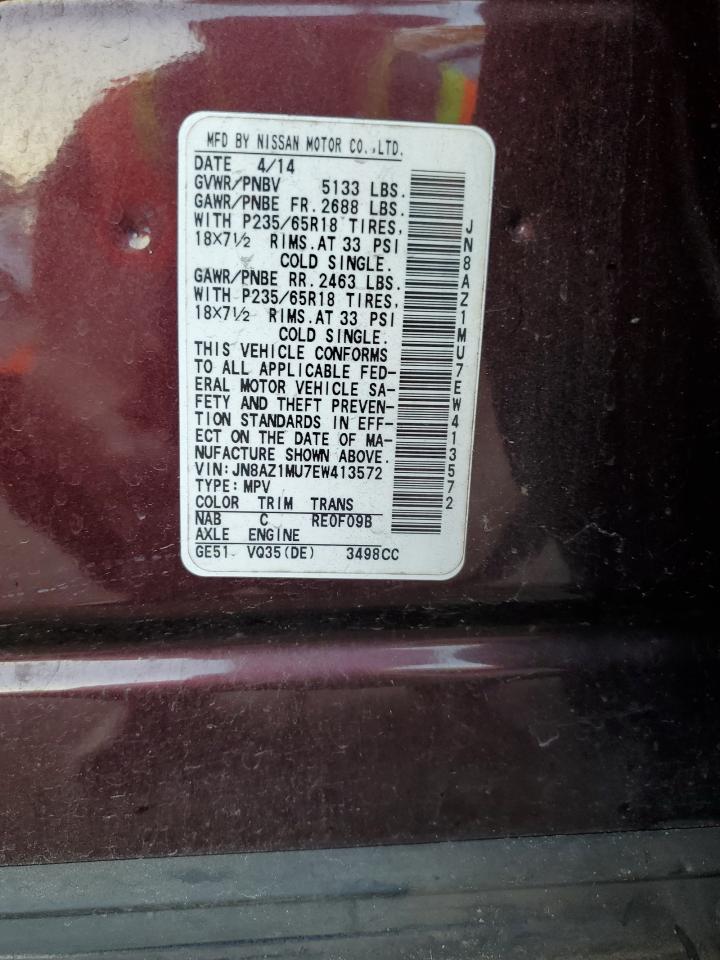 MFD BY NISSAN MOTOR CO.,LTD.
DATE 4/14
GVWR/PNBV 5133 LBS.
GAWR/PNBE FR. 2688 LBS.
WITH P235/65R18 TIRES,
18X7½ RIMS.AT 33 PSI
COLD SINGLE.
GAWR/PNBE RR. 2463 LBS.
WITH P235/65R18 TIRES,
18X7½ RIMS.AT 33 PSI
COLD SINGLE.
THIS VEHICLE CONFORMS
TO ALL APPLICABLE FED-
ERAL MOTOR VEHICLE SA-
FETY AND THEFT PREVEN-
TION STANDARDS IN EFF-
ECT ON THE DATE OF MA-
NUFACTURE SHOWN ABOVE.
VIN:JN8AZ1MU7EW413572
TYPE:MPV
COLOR TRIM TRANS
NAB C RE0F09B
AXLE ENGINE
GE51 VQ35(DE) 3498CC
JN8AZ1MU7EW413572